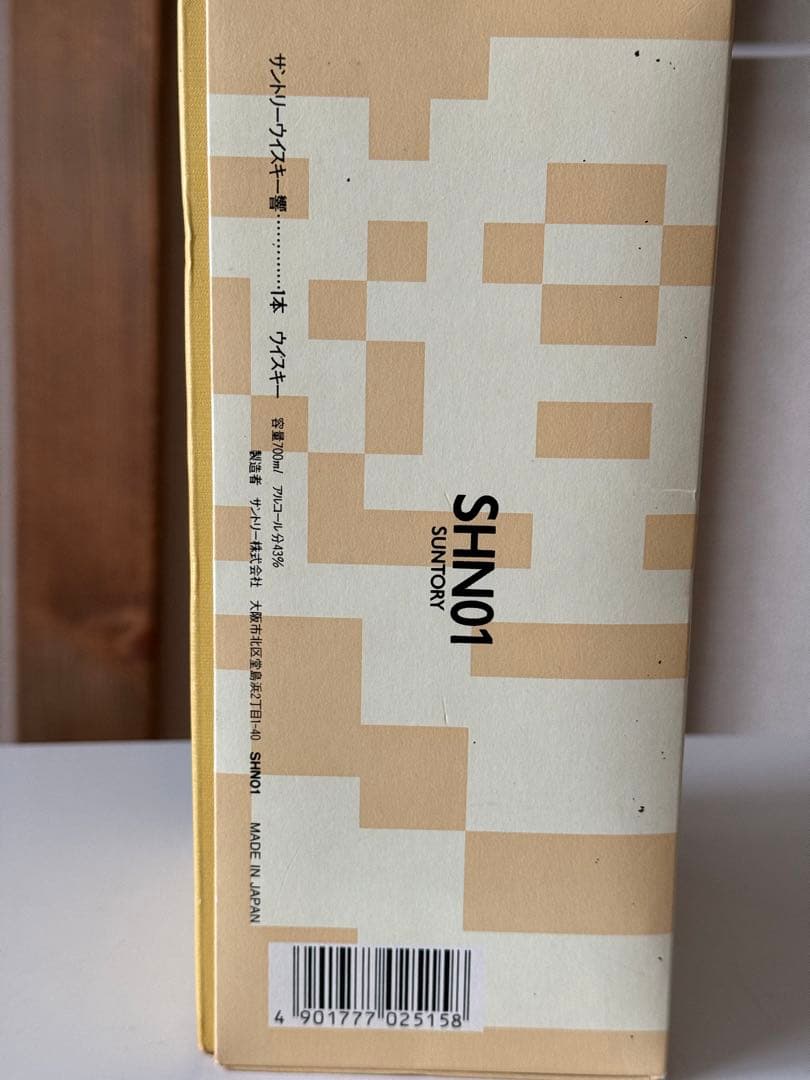 サントリーウイスキー響…………1本 ウイスキー 容量700ml アルコール分43%
製造者 サントリー株式会社 大阪市北区堂島浜2丁目1-40 SHN01 MADE IN JAPAN
SHN01
SUNTORY
4 901777 025158